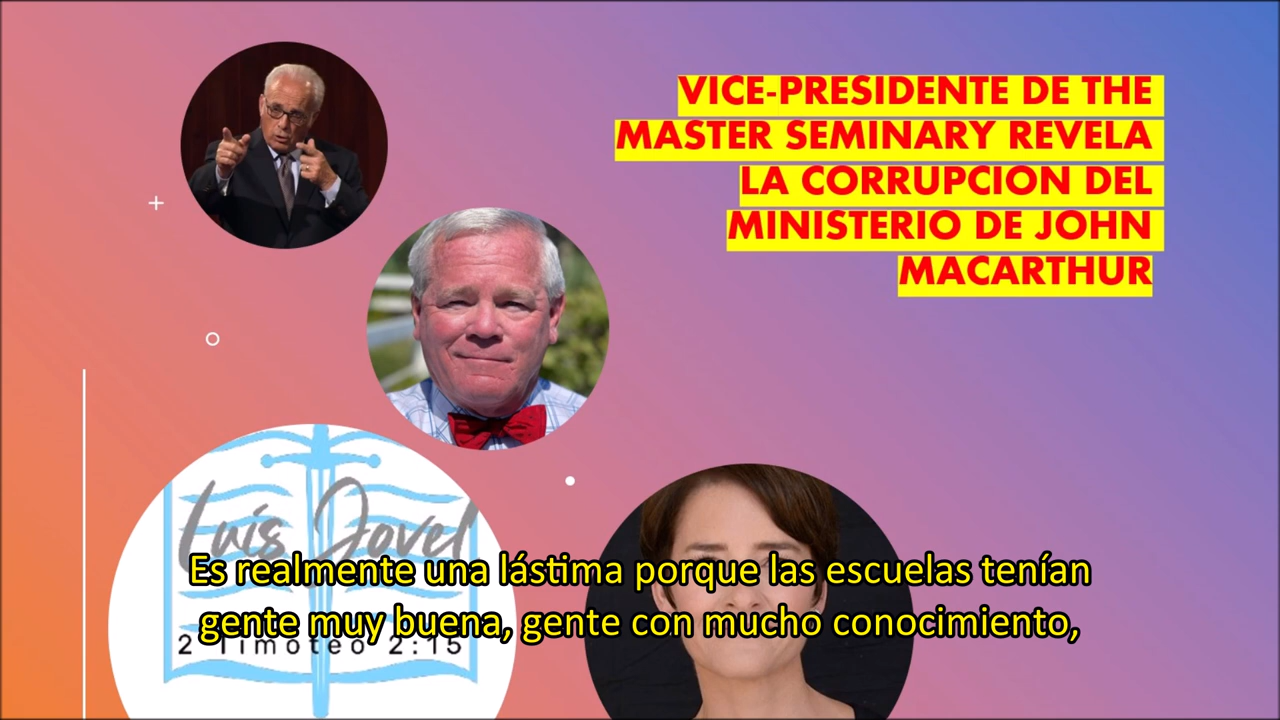 VICE-PRESIDENTE DE THE
MASTER SEMINARY REVELA
LA CORRUPCION DEL
MINISTERIO DE JOHN
MACARTHUR
Luis Jovel
Es realmente una lástima porque las escuelas tenían
gente muy buena, gente con mucho conocimiento,
2 Timoteo 2:15